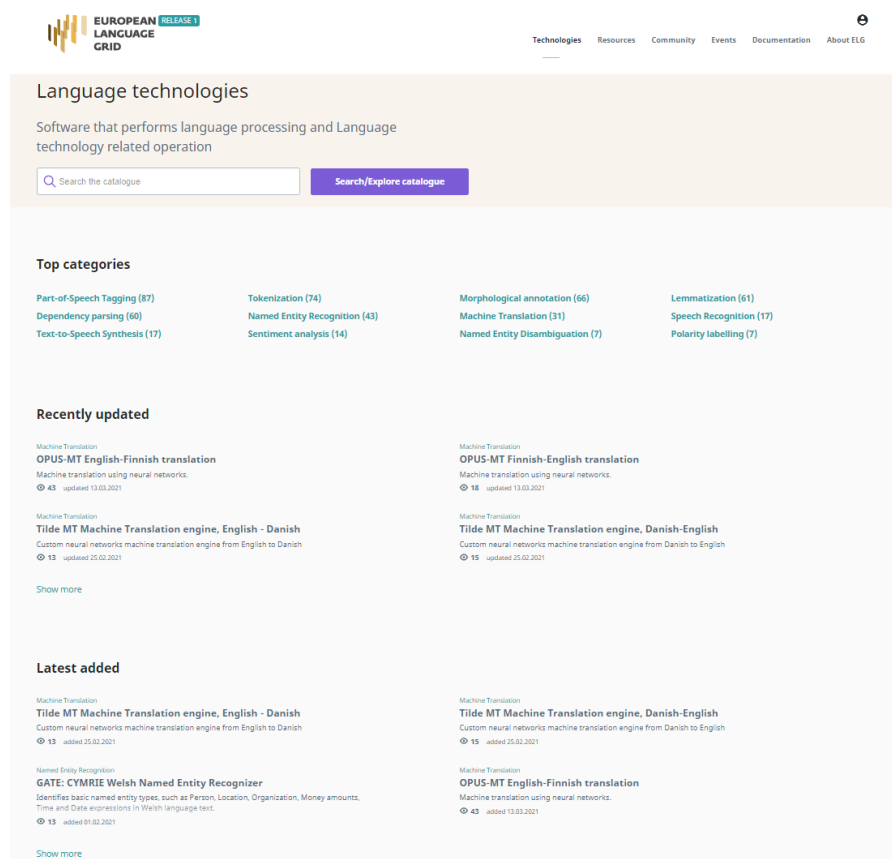 EUROPEAN RELEASE 1
LANGUAGE
GRID
Technologies Resources Community Events Documentation About ELG
Language technologies
Software that performs language processing and Language
technology related operation
Search the catalogue
Search/Explore catalogue
Top categories
Part-of-Speech Tagging (87) Tokenization (74) Morphological annotation (66) Lemmatization (61)
Dependency parsing (60) Named Entity Recognition (43) Machine Translation (31) Speech Recognition (17)
Text-to-Speech Synthesis (17) Sentiment analysis (14) Named Entity Disambiguation (7) Polarity labelling (7)
Recently updated
Machine Translation
OPUS-MT English-Finnish translation
Machine translation using neural networks.
43 updated 13.03.2021
Machine Translation
OPUS-MT Finnish-English translation
Machine translation using neural networks.
18 updated 13.03.2021
Machine Translation
Tilde MT Machine Translation engine, English - Danish
Custom neural networks machine translation engine from English to Danish
13 updated 25.02.2021
Machine Translation
Tilde MT Machine Translation engine, Danish-English
Custom neural networks machine translation engine from Danish to English
15 updated 25.02.2021
Show more
Latest added
Machine Translation
Tilde MT Machine Translation engine, English - Danish
Custom neural networks machine translation engine from English to Danish
13 added 25.02.2021
Machine Translation
Tilde MT Machine Translation engine, Danish-English
Custom neural networks machine translation engine from Danish to English
15 added 25.02.2021
Named Entity Recognition
GATE: CYMRIE Welsh Named Entity Recognizer
Identifies basic named entity types, such as Person, Location, Organization, Money amounts,
Time and Date expressions in Welsh language text.
13 added 01.02.2021
Machine Translation
OPUS-MT English-Finnish translation
Machine translation using neural networks.
43 added 13.03.2021
Show more